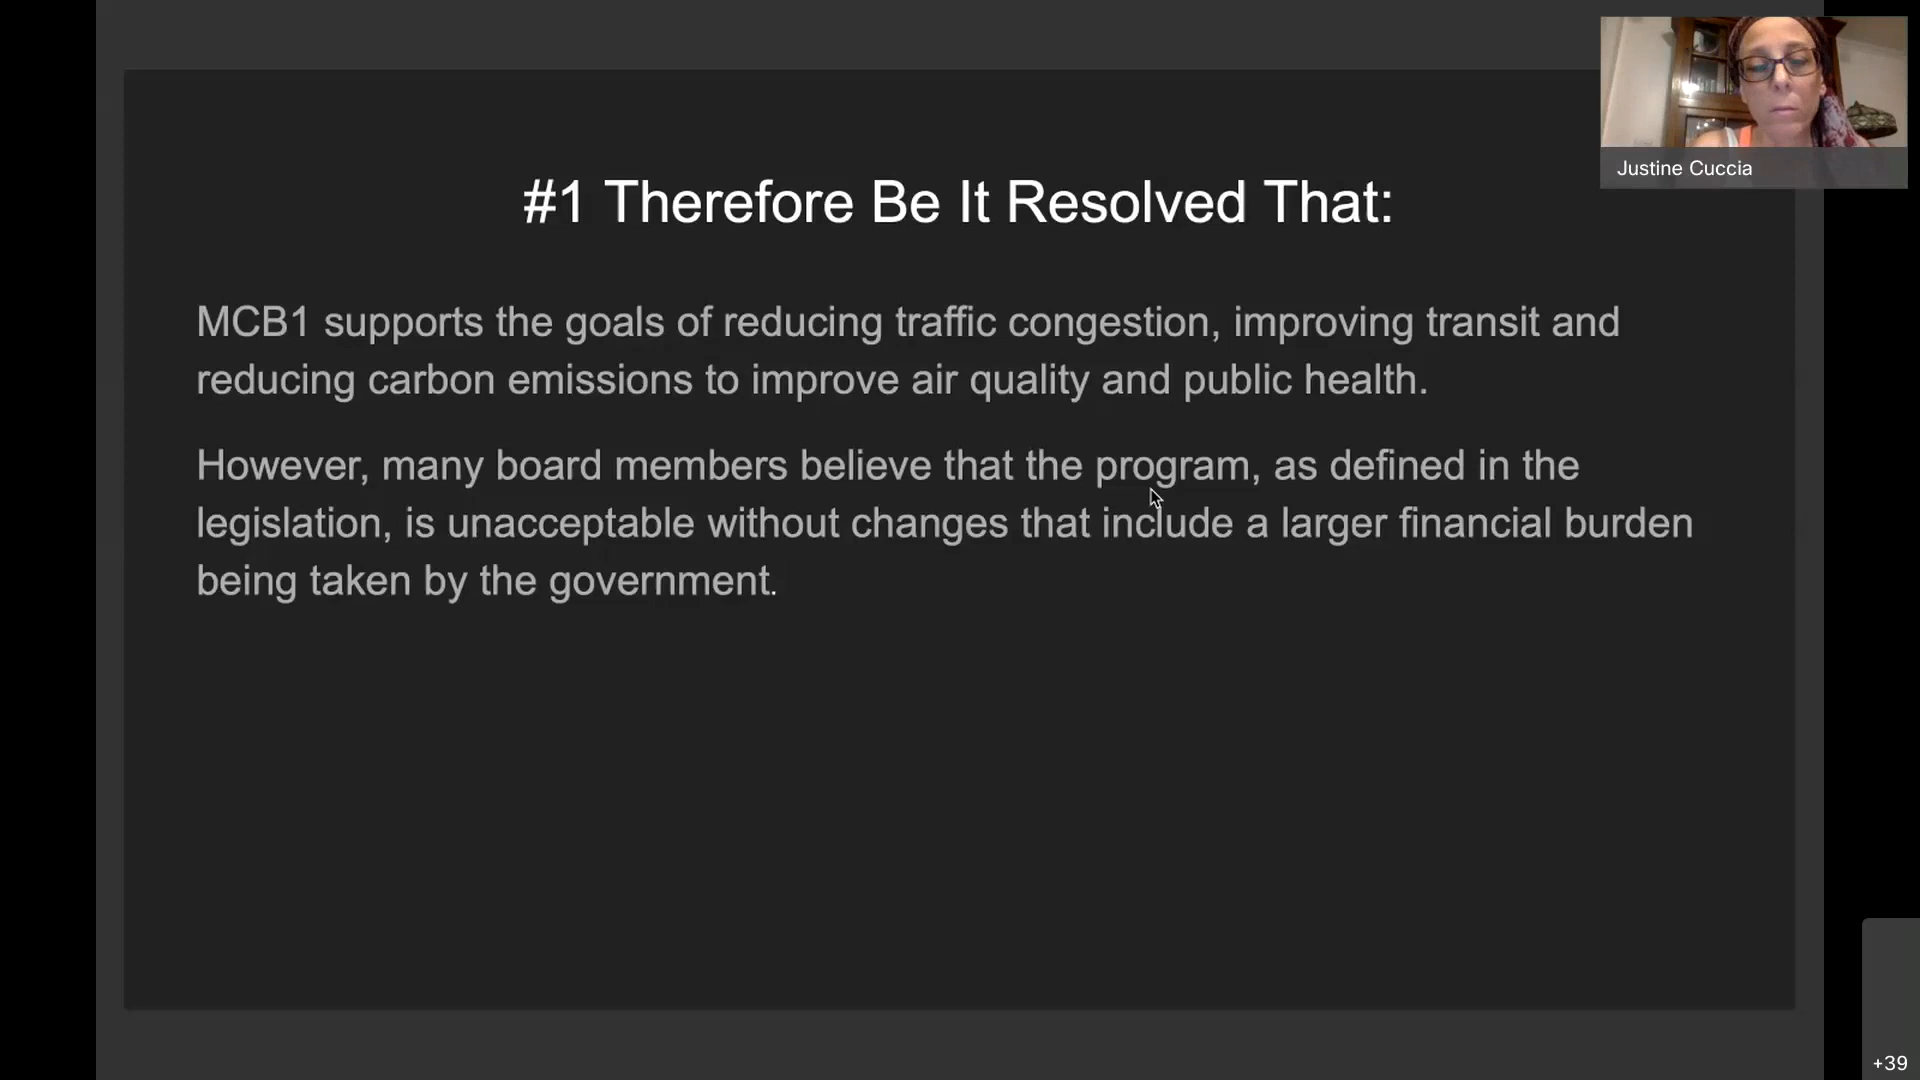 #1 Therefore Be It Resolved That:
MCB1 supports the goals of reducing traffic congestion, improving transit and
reducing carbon emissions to improve air quality and public health.
However, many board members believe that the program, as defined in the
legislation, is unacceptable without changes that include a larger financial burden
being taken by the government.
Justine Cuccia
+39